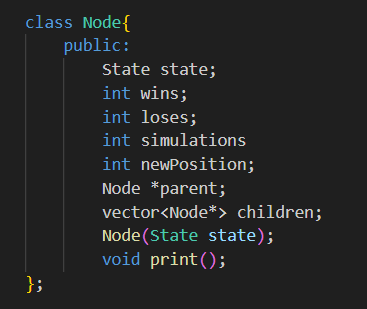 class Node{
    public:
        State state;
        int wins;
        int loses;
        int simulations
        int newPosition;
        Node *parent;
        vector<Node*> children;
        Node(State state);
        void print();
};